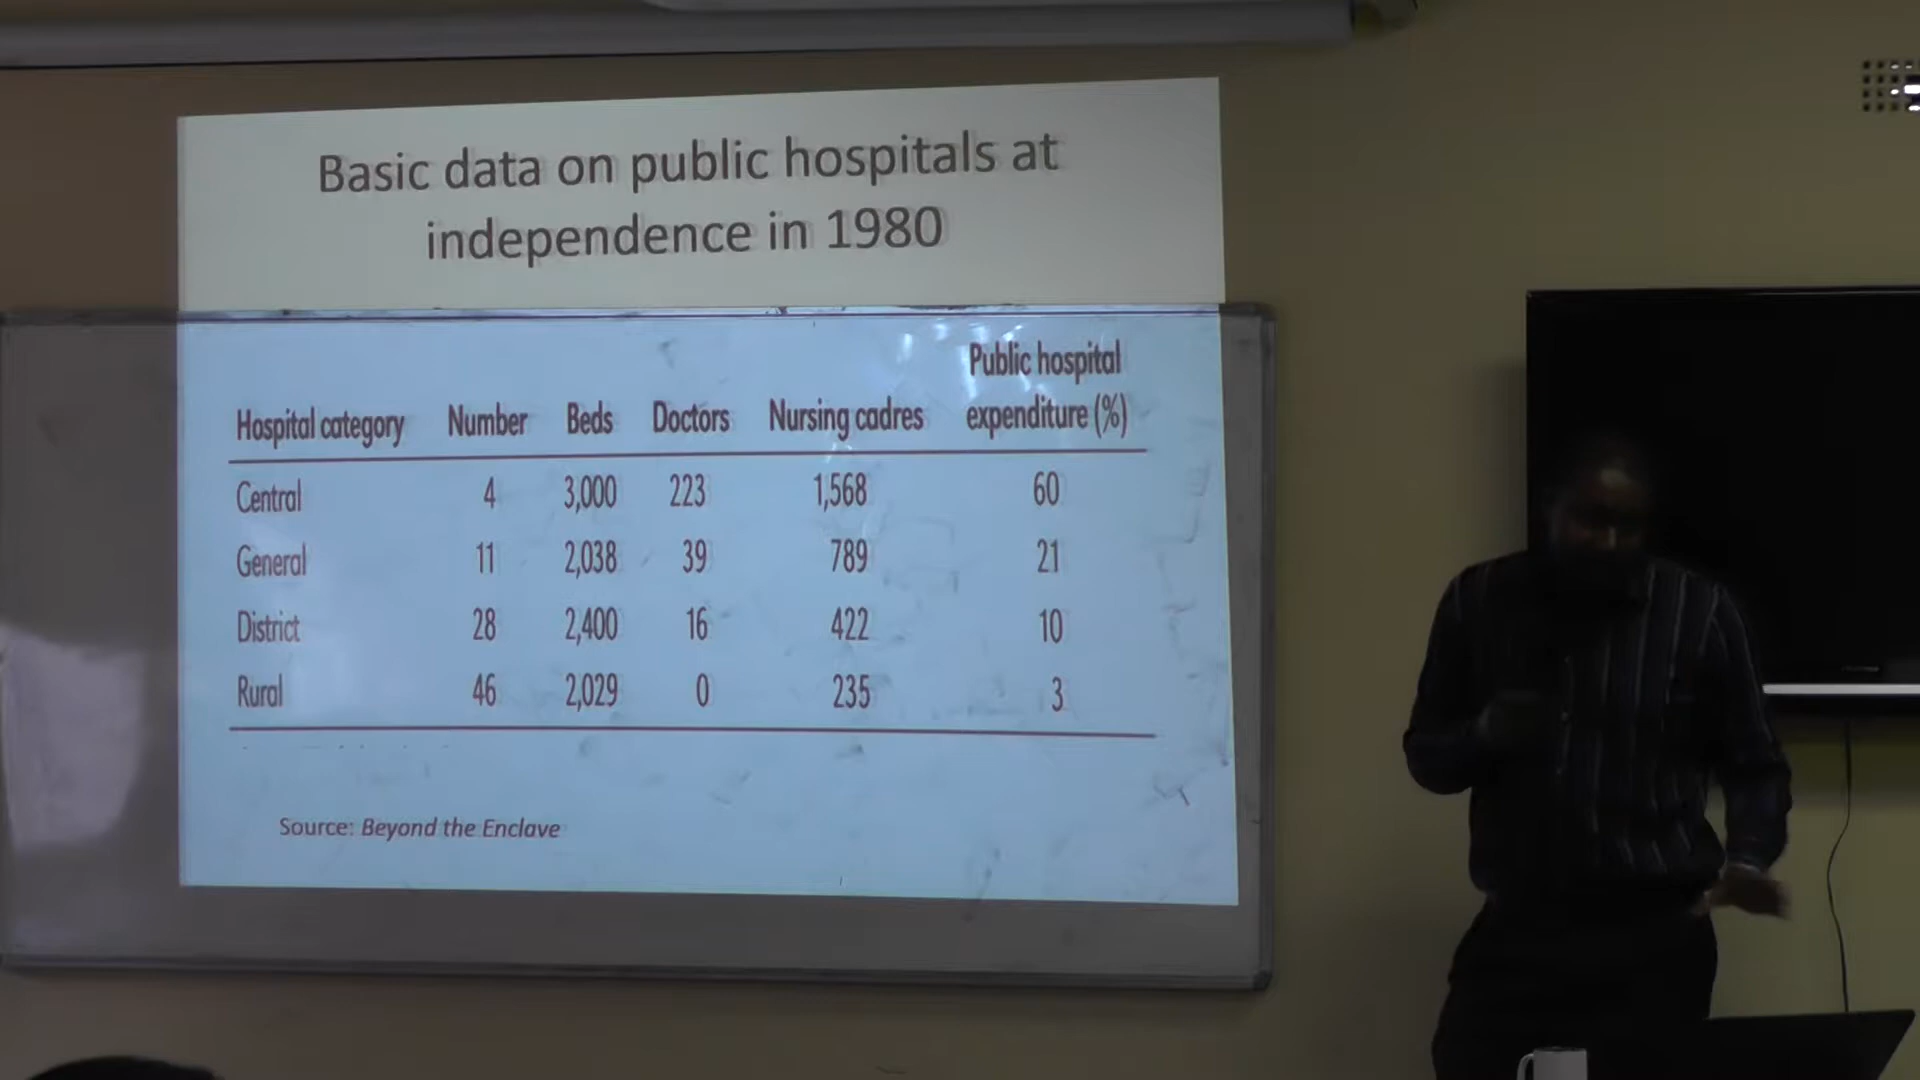 Basic data on public hospitals at
independence in 1980
Public hospital
Hospital category Number Beds Doctors Nursing cadres expenditure (%)
Central 4 3,000 223 1,568 60
General 11 2,038 39 789 21
District 28 2,400 16 422 10
Rural 46 2,029 0 235 3
Source: Beyond the Enclave